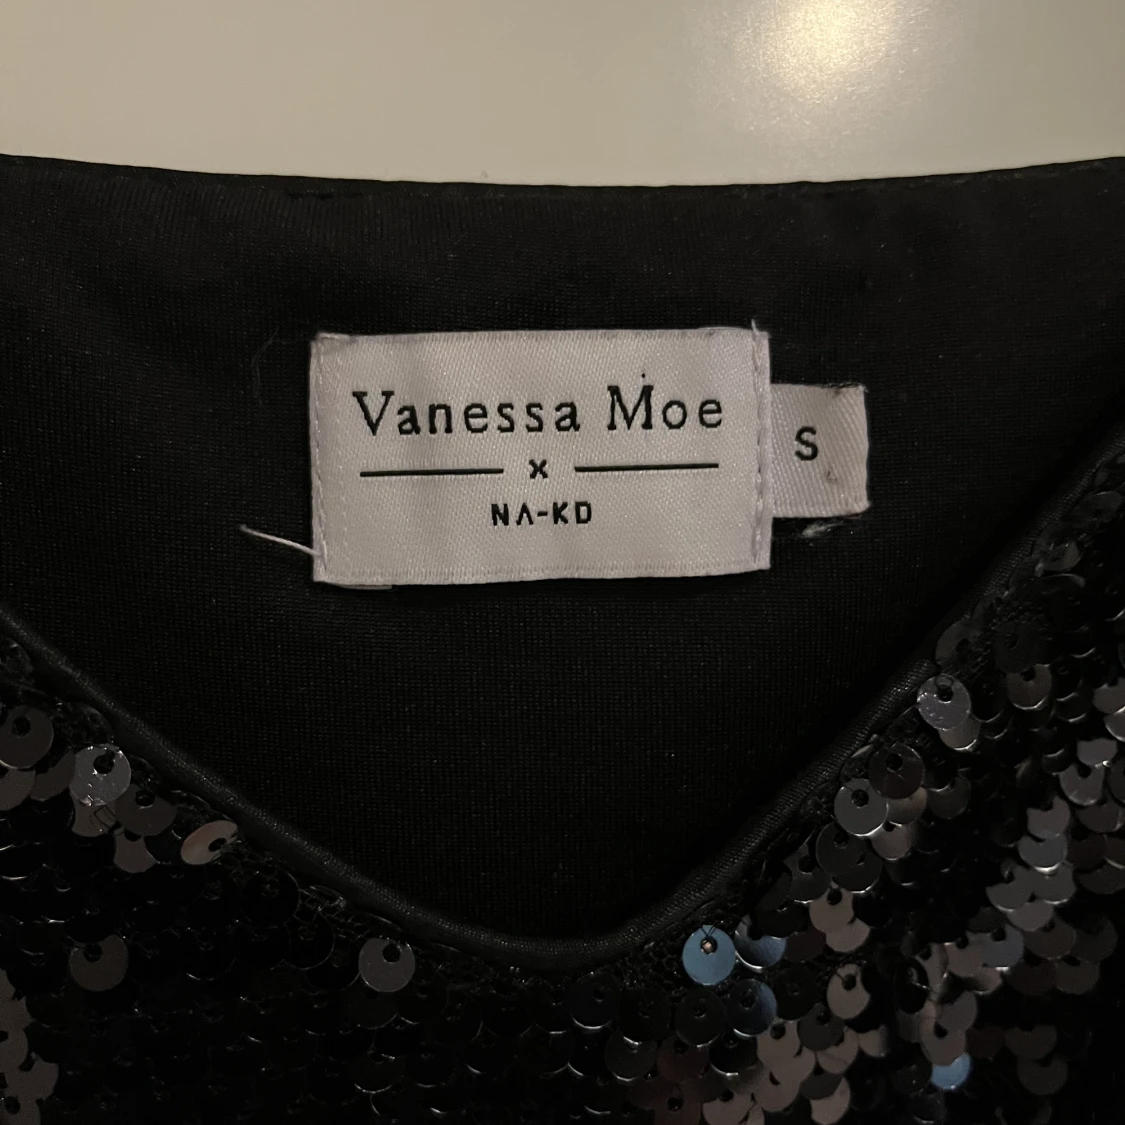 Vanessa Moe
x
NA-KD
S